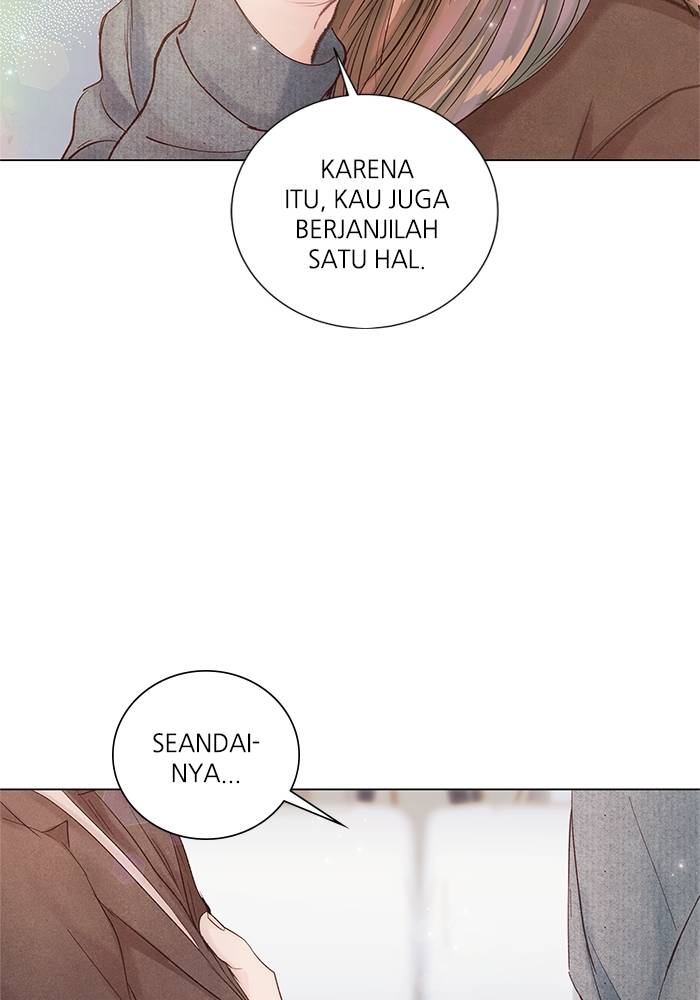 KARENA
ITU, KAU JUGA
BERJANJILAH
SATU HAL.
SEANDAI-
NYA...